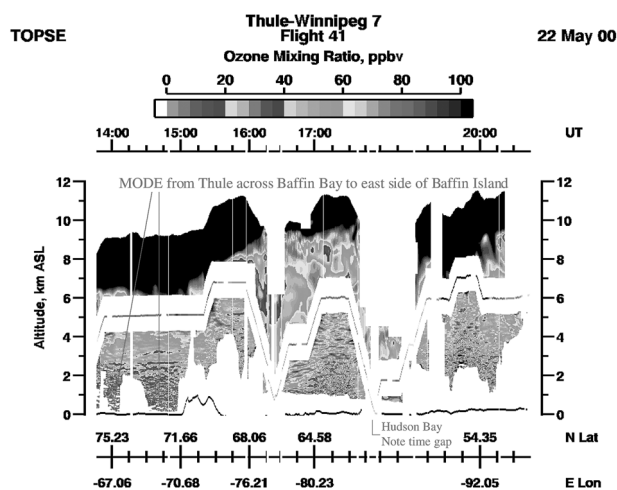 Thule-Winnipeg 7
TOPSE Flight 41 22 May 00
Ozone Mixing Ratio, ppbv
0 20 40 60 80 100
14:00 15:00 16:00 17:00 20:00 UT
MODE from Thule across Baffin Bay to east side of Baffin Island
12 12
10 10
8 8
6 6
4 4
2 2
0 0
Altitude, km ASL
Hudson Bay
Note time gap
75.23 71.66 68.06 64.58 54.35 N Lat
-67.06 -70.68 -76.21 -80.23 -92.05 E Lon